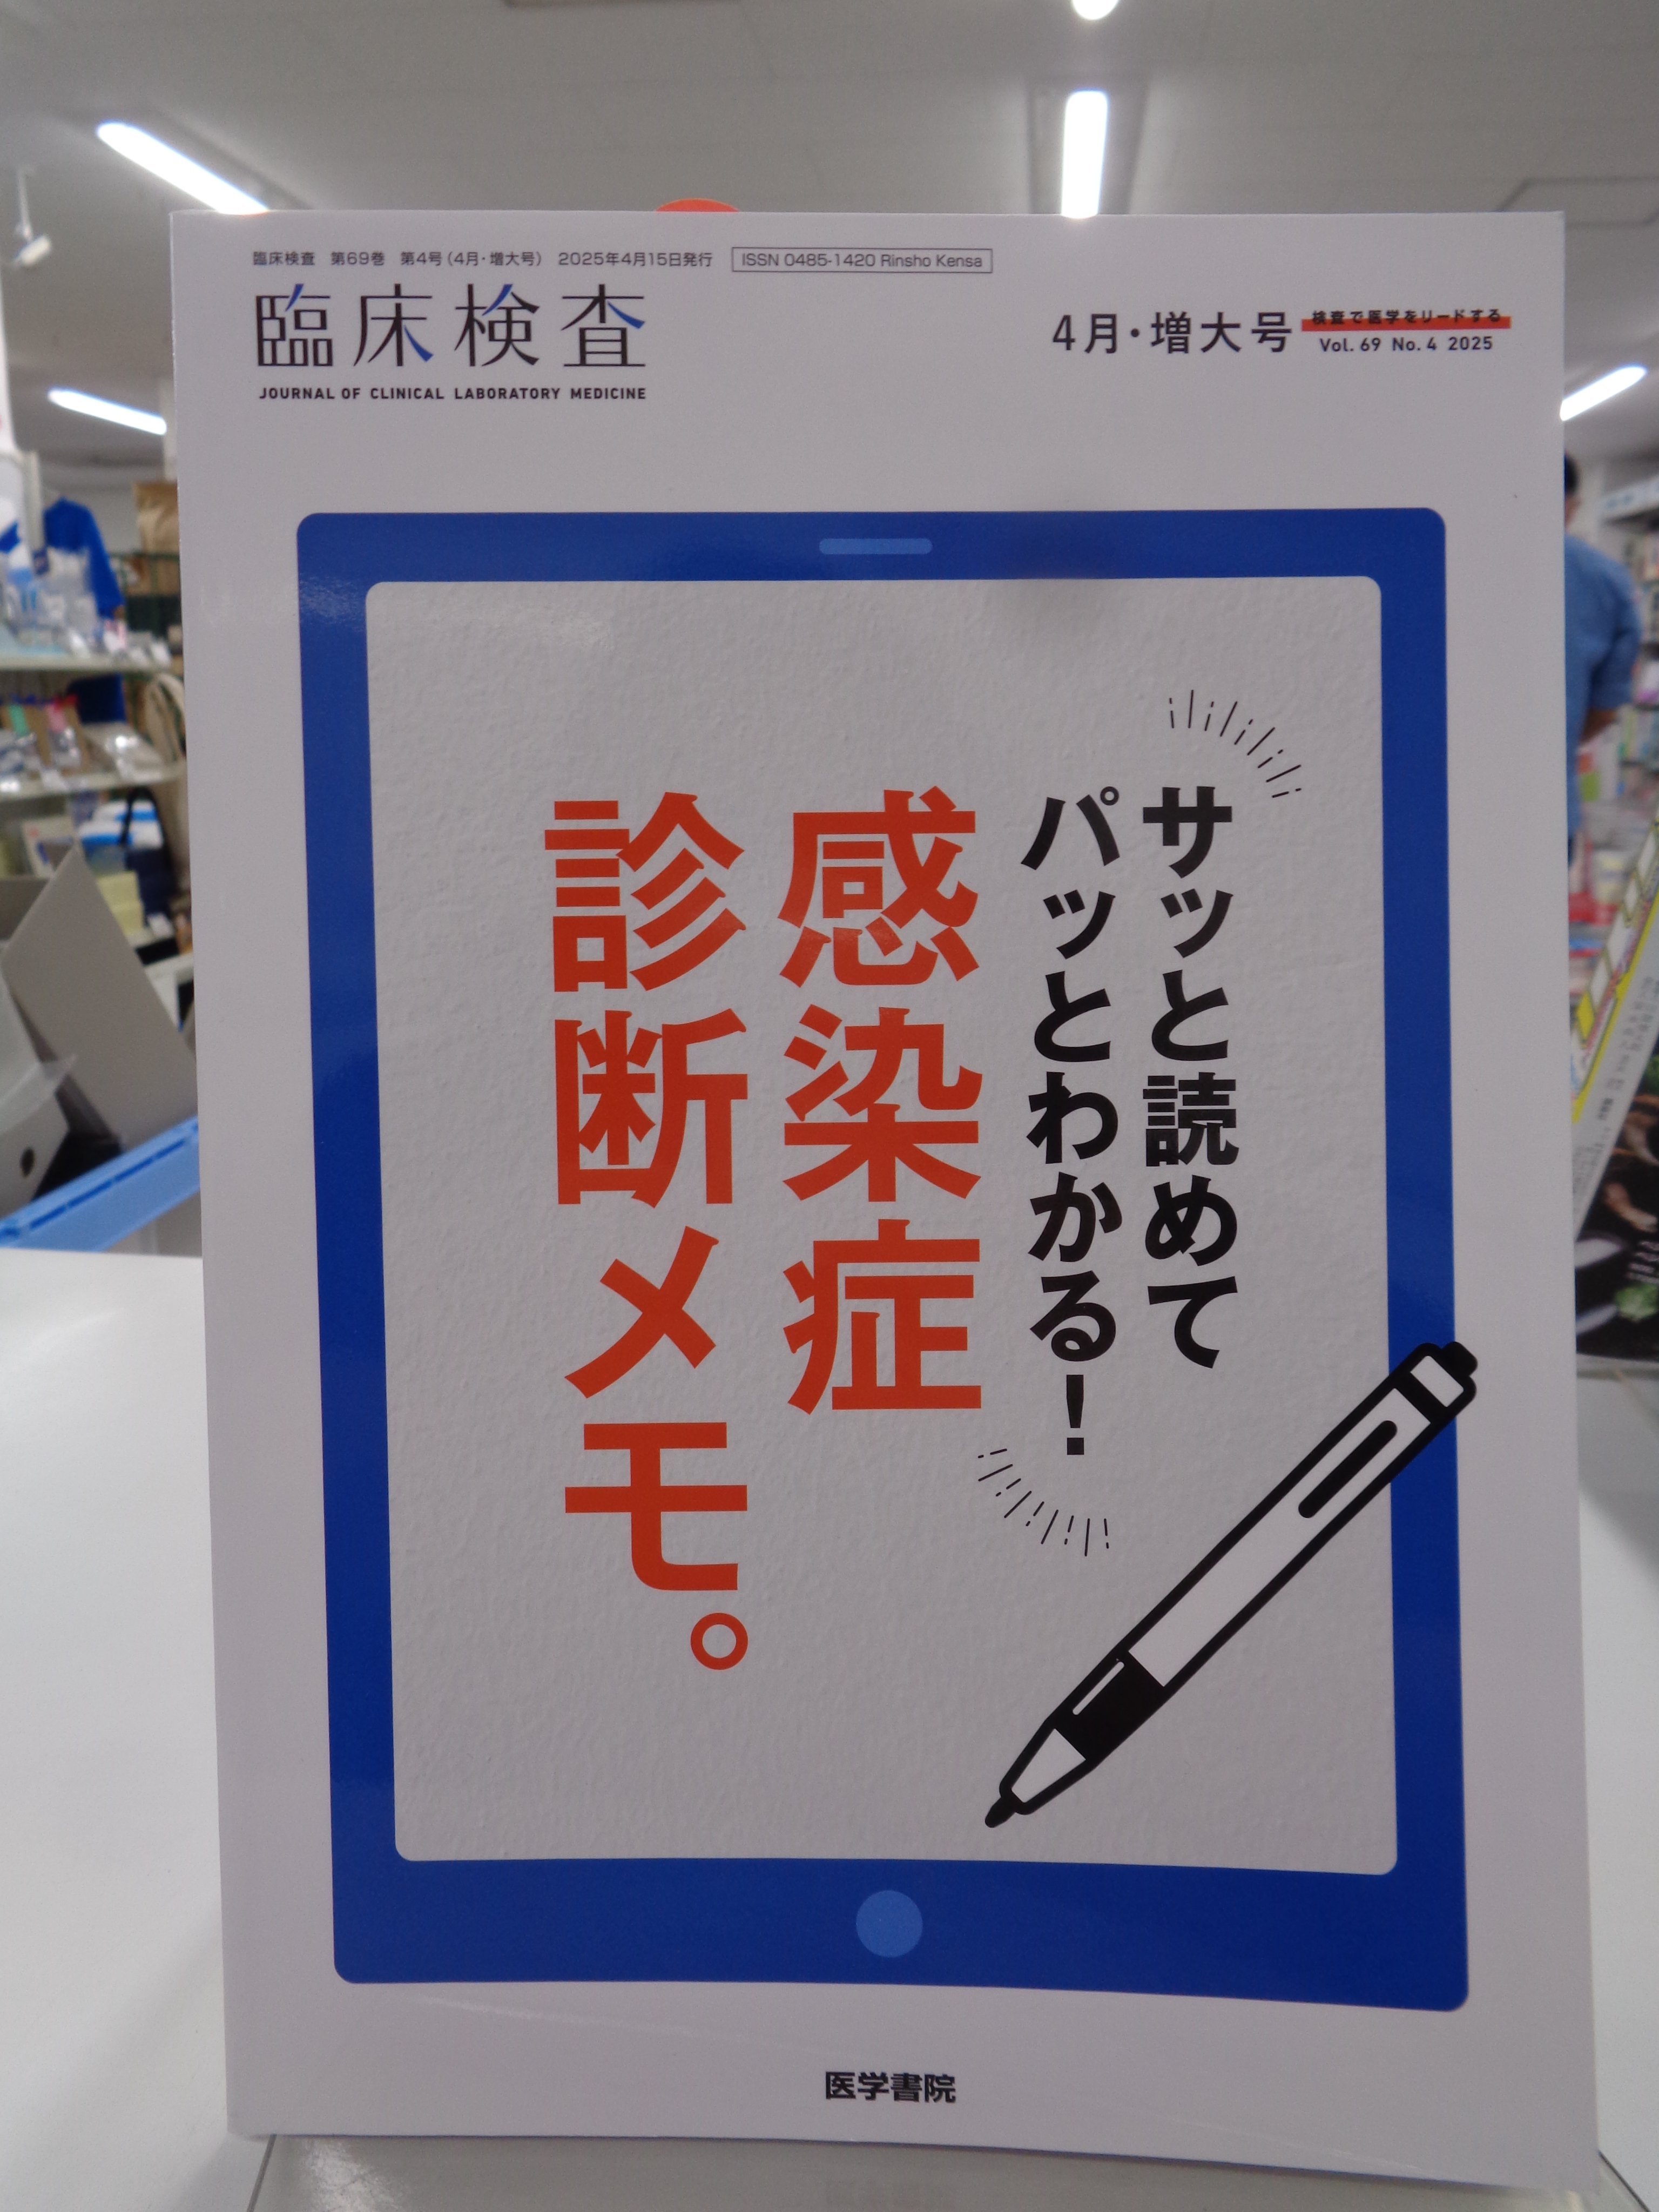 臨床検査 第69巻 第4号(4月・増大号) 2025年4月15日発行 ISSN 0485-1420 Rinsho Kensa
臨床検査
JOURNAL OF CLINICAL LABORATORY MEDICINE
4月・増大号
検査で医学をリードする
Vol. 69 No. 4 2025
サッと読めて
パッとわかる!
感染症
診断メモ。
医学書院